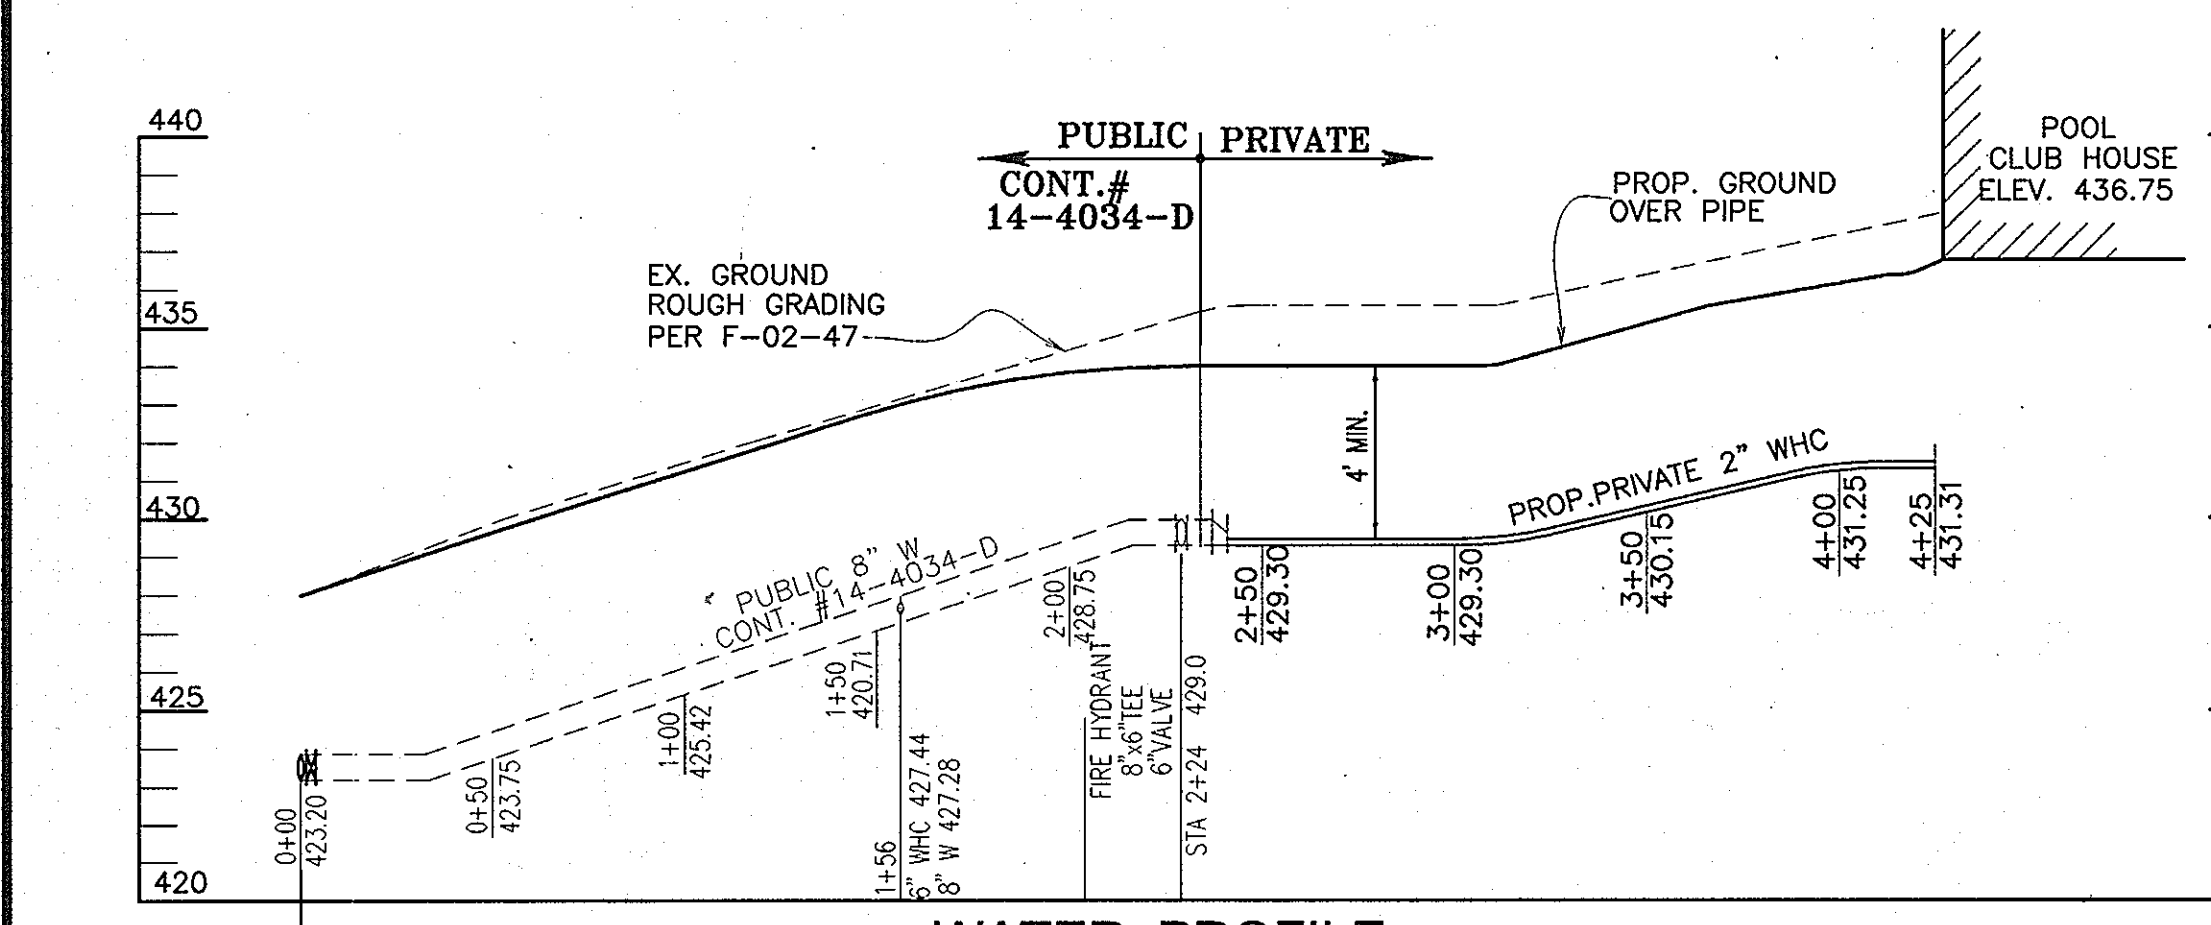 440
435
430
425
420
PUBLIC PRIVATE
CONT.#
14-4034-D
EX. GROUND
ROUGH GRADING
PER F-02-47
PROP. GROUND
OVER PIPE
POOL
CLUB HOUSE
ELEV. 436.75
4' MIN.
PROP.PRIVATE 2" WHC
PUBLIC 8" W
CONT. #14-4034-D
0+00
423.20
0+50
423.75
1+00
425.42
1+50
420.71
1+56
6" WHC 427.44
8" W 427.28
2+00
428.75
FIRE HYDRANT
8"x6"TEE
6"VALVE
STA 2+24 429.0
2+50
429.30
3+00
429.30
3+50
430.15
4+00
431.25
4+25
431.31
WATER PROFILE